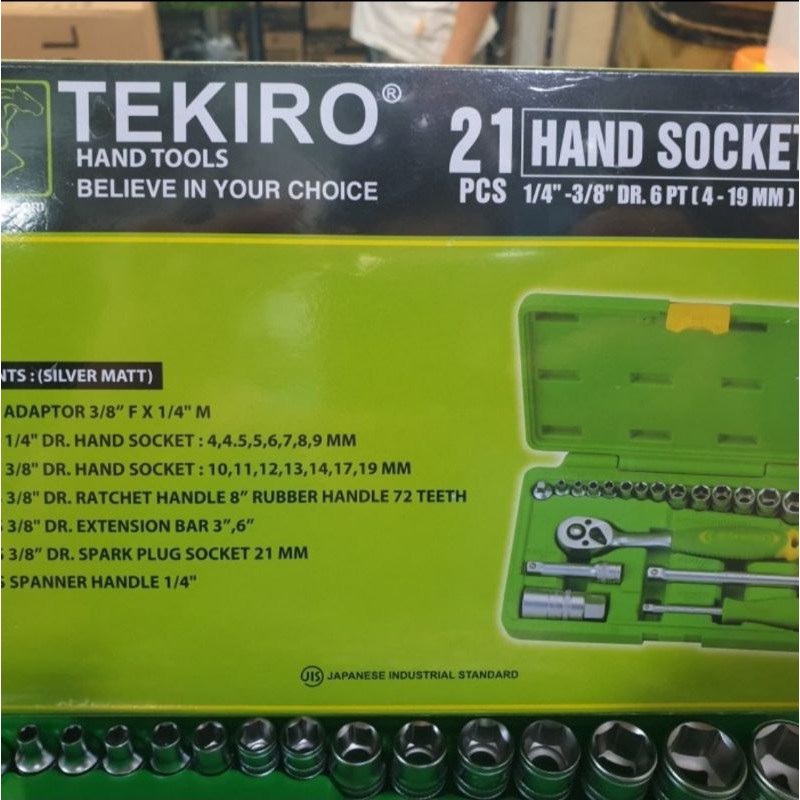 TEKIRO®
HAND TOOLS
BELIEVE IN YOUR CHOICE
21 PCS
HAND SOCKET
1/4" -3/8" DR. 6 PT ( 4 - 19 MM )
NTS : (SILVER MATT)
ADAPTOR 3/8" F X 1/4" M
1/4" DR. HAND SOCKET : 4,4.5,5,6,7,8,9 MM
3/8" DR. HAND SOCKET : 10,11,12,13,14,17,19 MM
3/8" DR. RATCHET HANDLE 8" RUBBER HANDLE 72 TEETH
S 3/8" DR. EXTENSION BAR 3",6"
S 3/8" DR. SPARK PLUG SOCKET 21 MM
S SPANNER HANDLE 1/4"
JIS JAPANESE INDUSTRIAL STANDARD